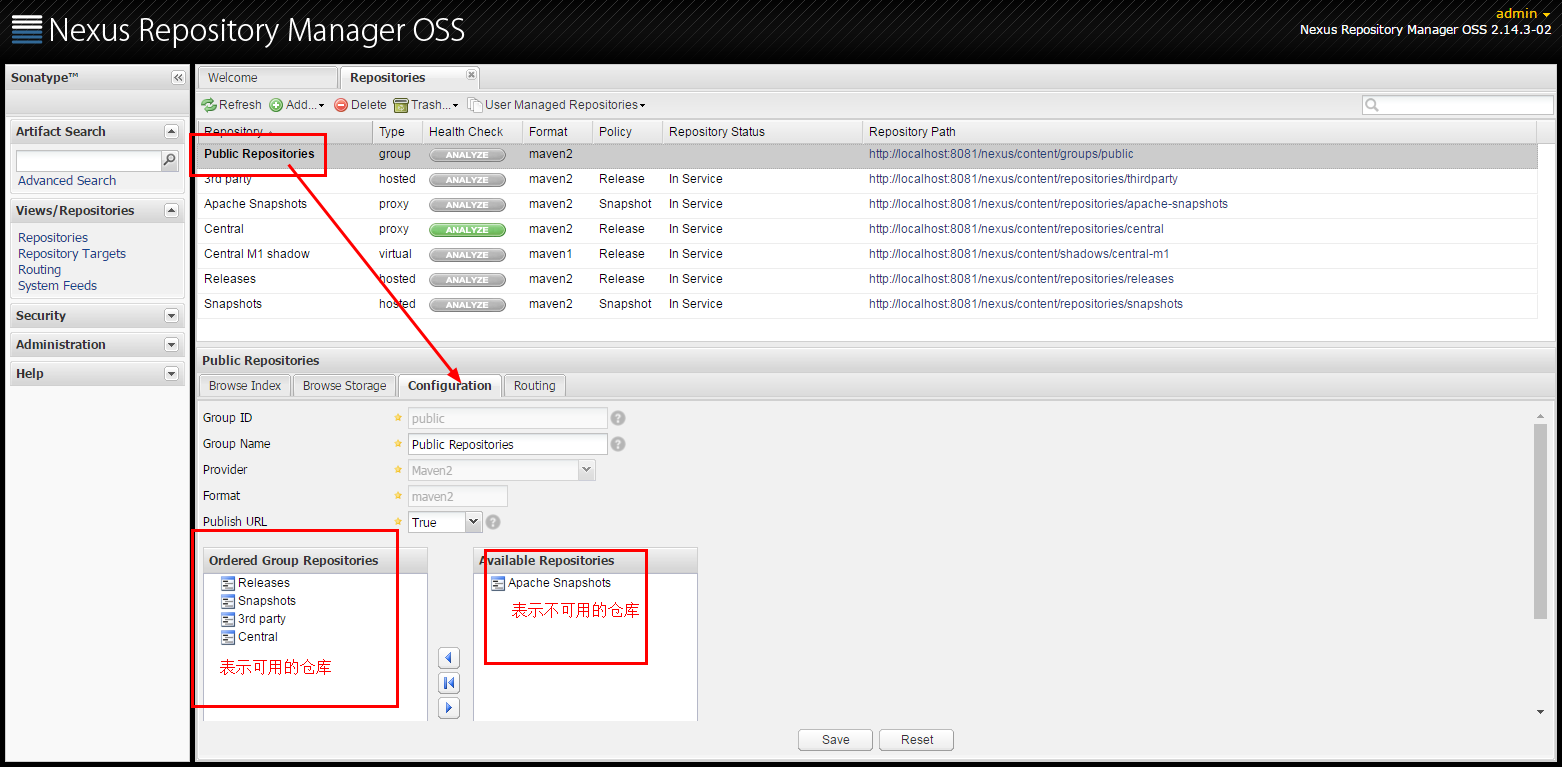 Nexus Repository Manager OSS
admin
Nexus Repository Manager OSS 2.14.3-02
Sonatype™
Artifact Search
Advanced Search
Views/Repositories
Repositories
Repository Targets
Routing
System Feeds
Security
Administration
Help
Welcome
Repositories
Refresh Add... Delete Trash... User Managed Repositories
Repository Type Health Check Format Policy Repository Status Repository Path
Public Repositories group ANALYZE maven2 http://localhost:8081/nexus/content/groups/public
3rd party hosted ANALYZE maven2 Release In Service http://localhost:8081/nexus/content/repositories/thirdparty
Apache Snapshots proxy ANALYZE maven2 Snapshot In Service http://localhost:8081/nexus/content/repositories/apache-snapshots
Central proxy ANALYZE maven2 Release In Service http://localhost:8081/nexus/content/repositories/central
Central M1 shadow virtual ANALYZE maven1 Release In Service http://localhost:8081/nexus/content/shadows/central-m1
Releases hosted ANALYZE maven2 Release In Service http://localhost:8081/nexus/content/repositories/releases
Snapshots hosted ANALYZE maven2 Snapshot In Service http://localhost:8081/nexus/content/repositories/snapshots
Public Repositories
Browse Index Browse Storage Configuration Routing
Group ID public
Group Name Public Repositories
Provider Maven2
Format maven2
Publish URL True
Ordered Group Repositories
Releases
Snapshots
3rd party
Central
表示可用的仓库
Available Repositories
Apache Snapshots
表示不可用的仓库
Save Reset